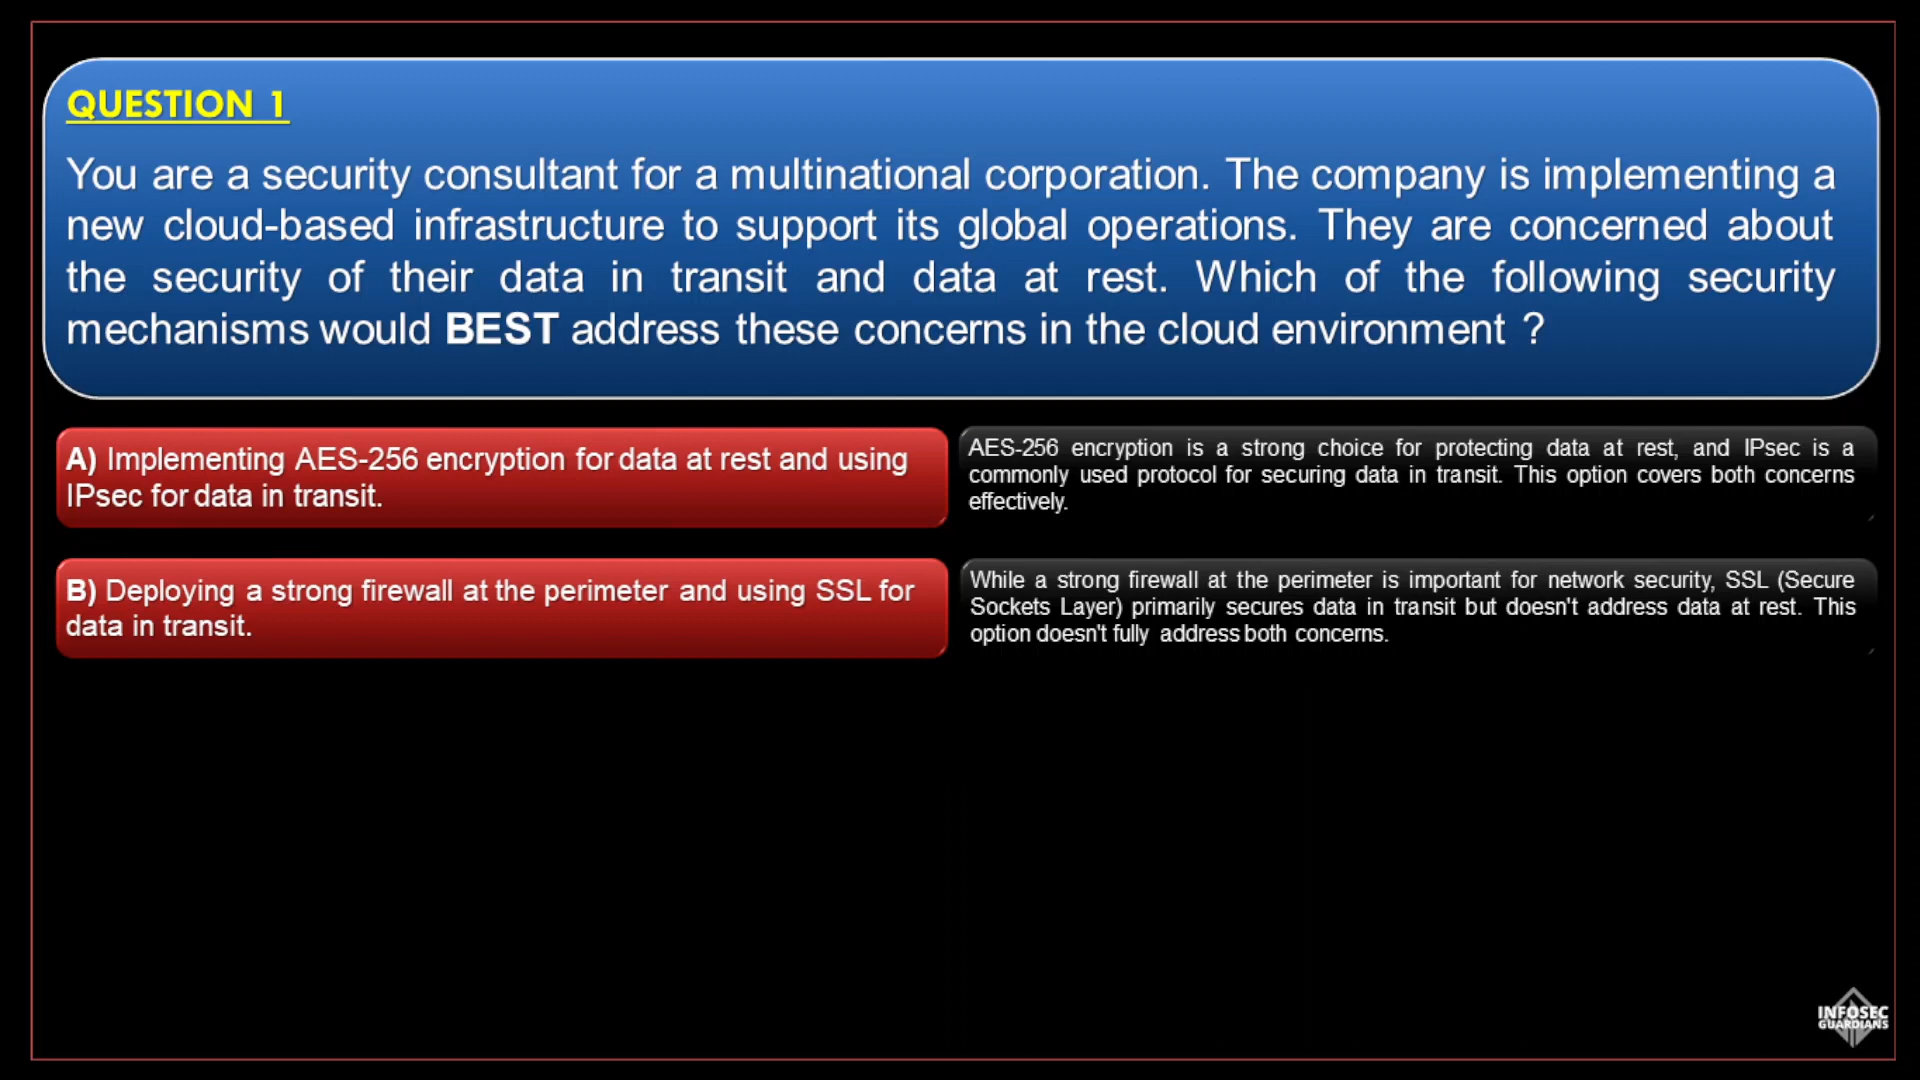 QUESTION 1
You are a security consultant for a multinational corporation. The company is implementing a
new cloud-based infrastructure to support its global operations. They are concerned about
the security of their data in transit and data at rest. Which of the following security
mechanisms would BEST address these concerns in the cloud environment ?
A) Implementing AES-256 encryption for data at rest and using
IPsec for data in transit.
AES-256 encryption is a strong choice for protecting data at rest, and IPsec is a
commonly used protocol for securing data in transit. This option covers both concerns
effectively.
B) Deploying a strong firewall at the perimeter and using SSL for
data in transit.
While a strong firewall at the perimeter is important for network security, SSL (Secure
Sockets Layer) primarily secures data in transit but doesn't address data at rest. This
option doesn't fully address both concerns.
INFOSEC
GUARDIANS